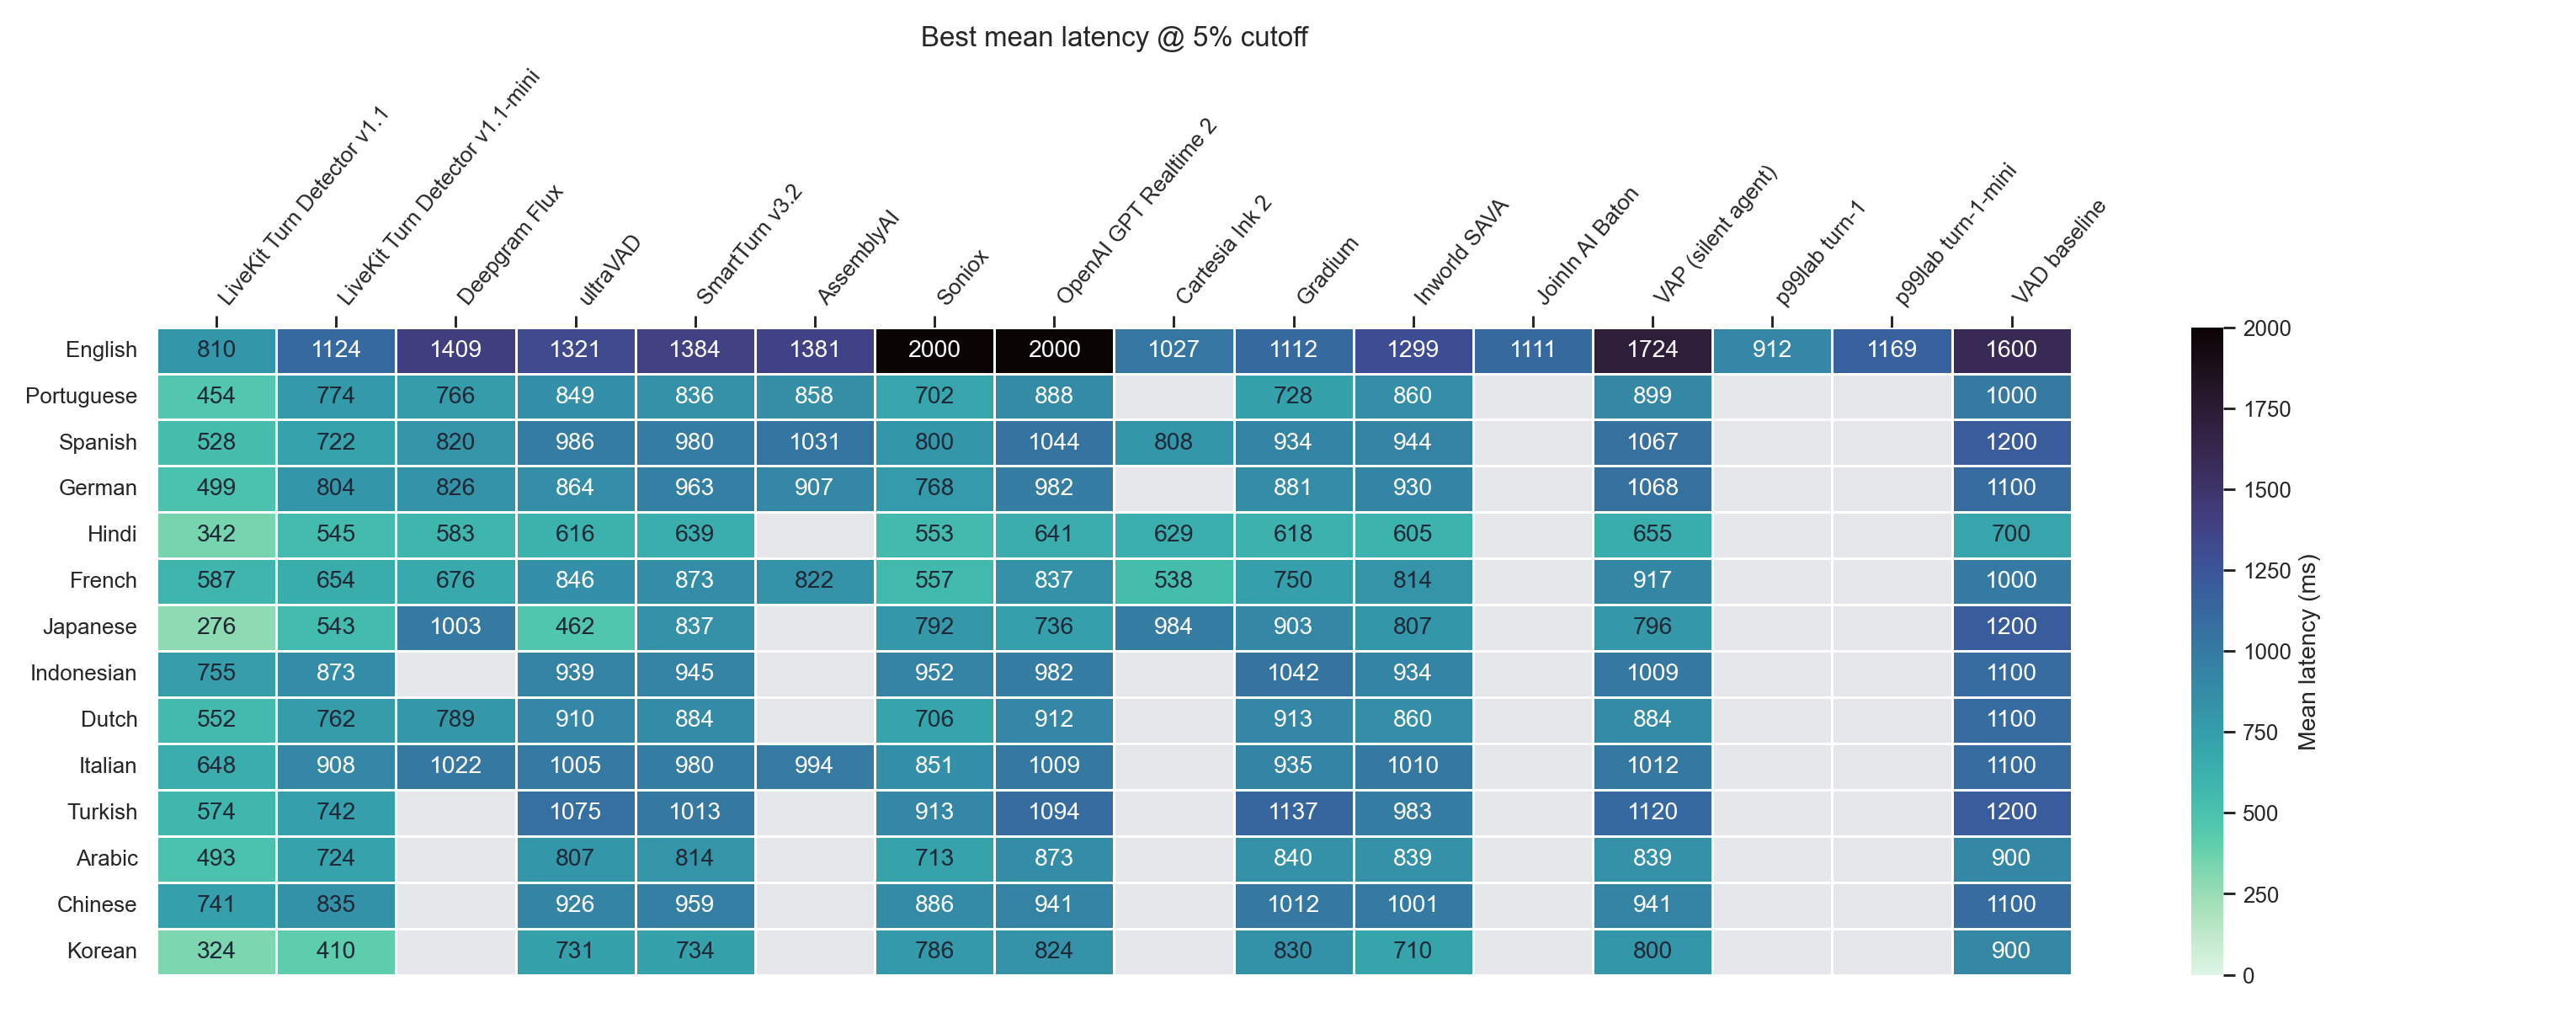 Best mean latency @ 5% cutoff
LiveKit Turn Detector v1.1
LiveKit Turn Detector v1.1-mini
Deepgram Flux
ultraVAD
SmartTurn v3.2
AssemblyAI
Soniox
OpenAI GPT Realtime 2
Cartesia Ink 2
Gradium
Inworld SAVA
JoinIn AI Baton
VAP (silent agent)
p99lab turn-1
p99lab turn-1-mini
VAD baseline
English 810 1124 1409 1321 1384 1381 2000 2000 1027 1112 1299 1111 1724 912 1169 1600
Portuguese 454 774 766 849 836 858 702 888 728 860 899 1000
Spanish 528 722 820 986 980 1031 800 1044 808 934 944 1067 1200
German 499 804 826 864 963 907 768 982 881 930 1068 1100
Hindi 342 545 583 616 639 553 641 629 618 605 655 700
French 587 654 676 846 873 822 557 837 538 750 814 917 1000
Japanese 276 543 1003 462 837 792 736 984 903 807 796 1200
Indonesian 755 873 939 945 952 982 1042 934 1009 1100
Dutch 552 762 789 910 884 706 912 913 860 884 1100
Italian 648 908 1022 1005 980 994 851 1009 935 1010 1012 1100
Turkish 574 742 1075 1013 913 1094 1137 983 1120 1200
Arabic 493 724 807 814 713 873 840 839 839 900
Chinese 741 835 926 959 886 941 1012 1001 941 1100
Korean 324 410 731 734 786 824 830 710 800 900
2000
1750
1500
1250
1000
750
500
250
0
Mean latency (ms)